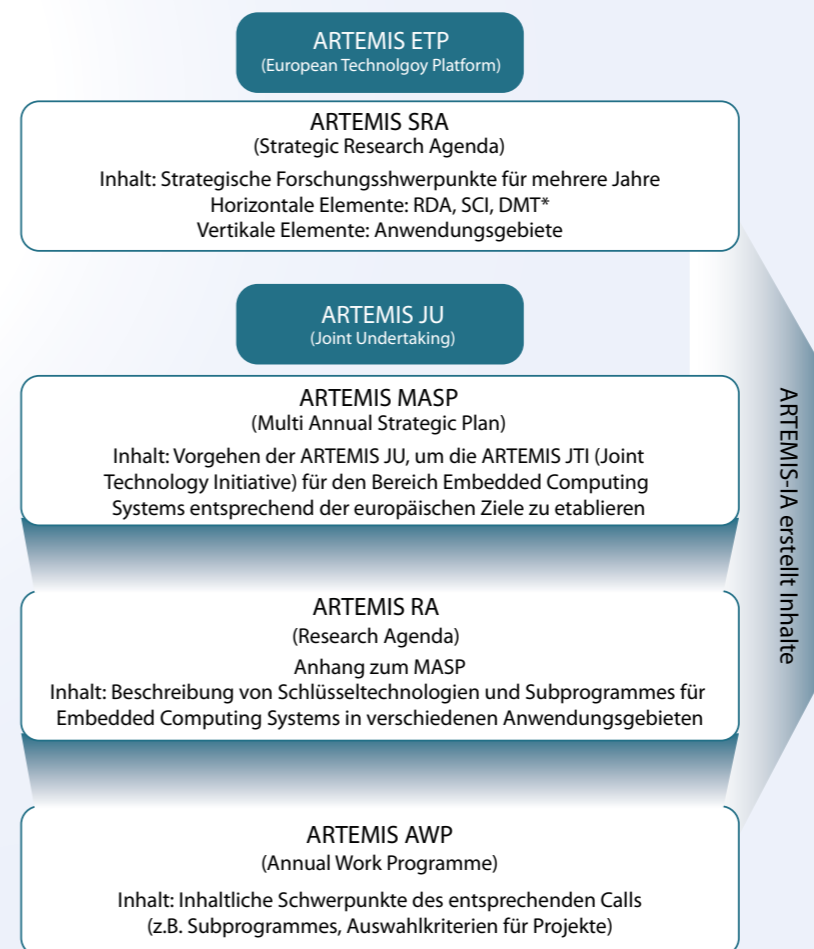 ARTEMIS ETP
(European Technolgoy Platform)
ARTEMIS SRA
(Strategic Research Agenda)
Inhalt: Strategische Forschungsshwerpunkte für mehrere Jahre
Horizontale Elemente: RDA, SCI, DMT*
Vertikale Elemente: Anwendungsgebiete
ARTEMIS JU
(Joint Undertaking)
ARTEMIS MASP
(Multi Annual Strategic Plan)
Inhalt: Vorgehen der ARTEMIS JU, um die ARTEMIS JTI (Joint
Technology Initiative) für den Bereich Embedded Computing
Systems entsprechend der europäischen Ziele zu etablieren
ARTEMIS RA
(Research Agenda)
Anhang zum MASP
Inhalt: Beschreibung von Schlüsseltechnologien und Subprogrammes für
Embedded Computing Systems in verschiedenen Anwendungsgebieten
ARTEMIS AWP
(Annual Work Programme)
Inhalt: Inhaltliche Schwerpunkte des entsprechenden Calls
(z.B. Subprogrammes, Auswahlkriterien für Projekte)
ARTEMIS-IA erstellt Inhalte